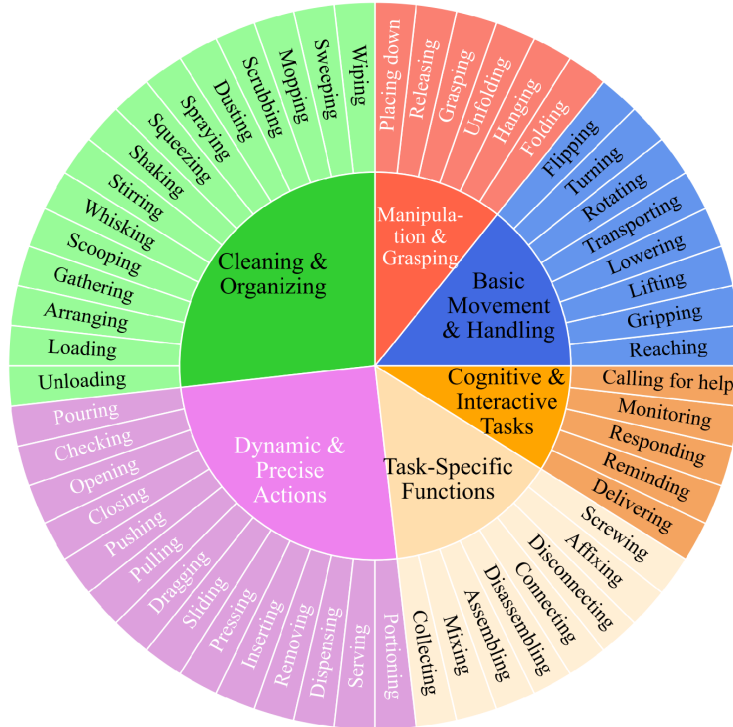 Wiping
Sweeping
Mopping
Scrubbing
Dusting
Spraying
Squeezing
Shaking
Stirring
Whisking
Scooping
Gathering
Arranging
Loading
Unloading
Placing down
Releasing
Grasping
Unfolding
Hanging
Folding
Flipping
Turning
Rotating
Transporting
Lowering
Lifting
Gripping
Reaching
Cleaning &
Organizing
Manipula-
tion &
Grasping
Basic
Movement
& Handling
Cognitive &
Interactive
Tasks
Task-Specific
Functions
Dynamic &
Precise
Actions
Calling for help
Monitoring
Responding
Reminding
Delivering
Screwing
Affixing
Disconnecting
Connecting
Disassembling
Assembling
Mixing
Collecting
Pouring
Checking
Opening
Closing
Pushing
Pulling
Dragging
Sliding
Pressing
Inserting
Removing
Dispensing
Serving
Portioning